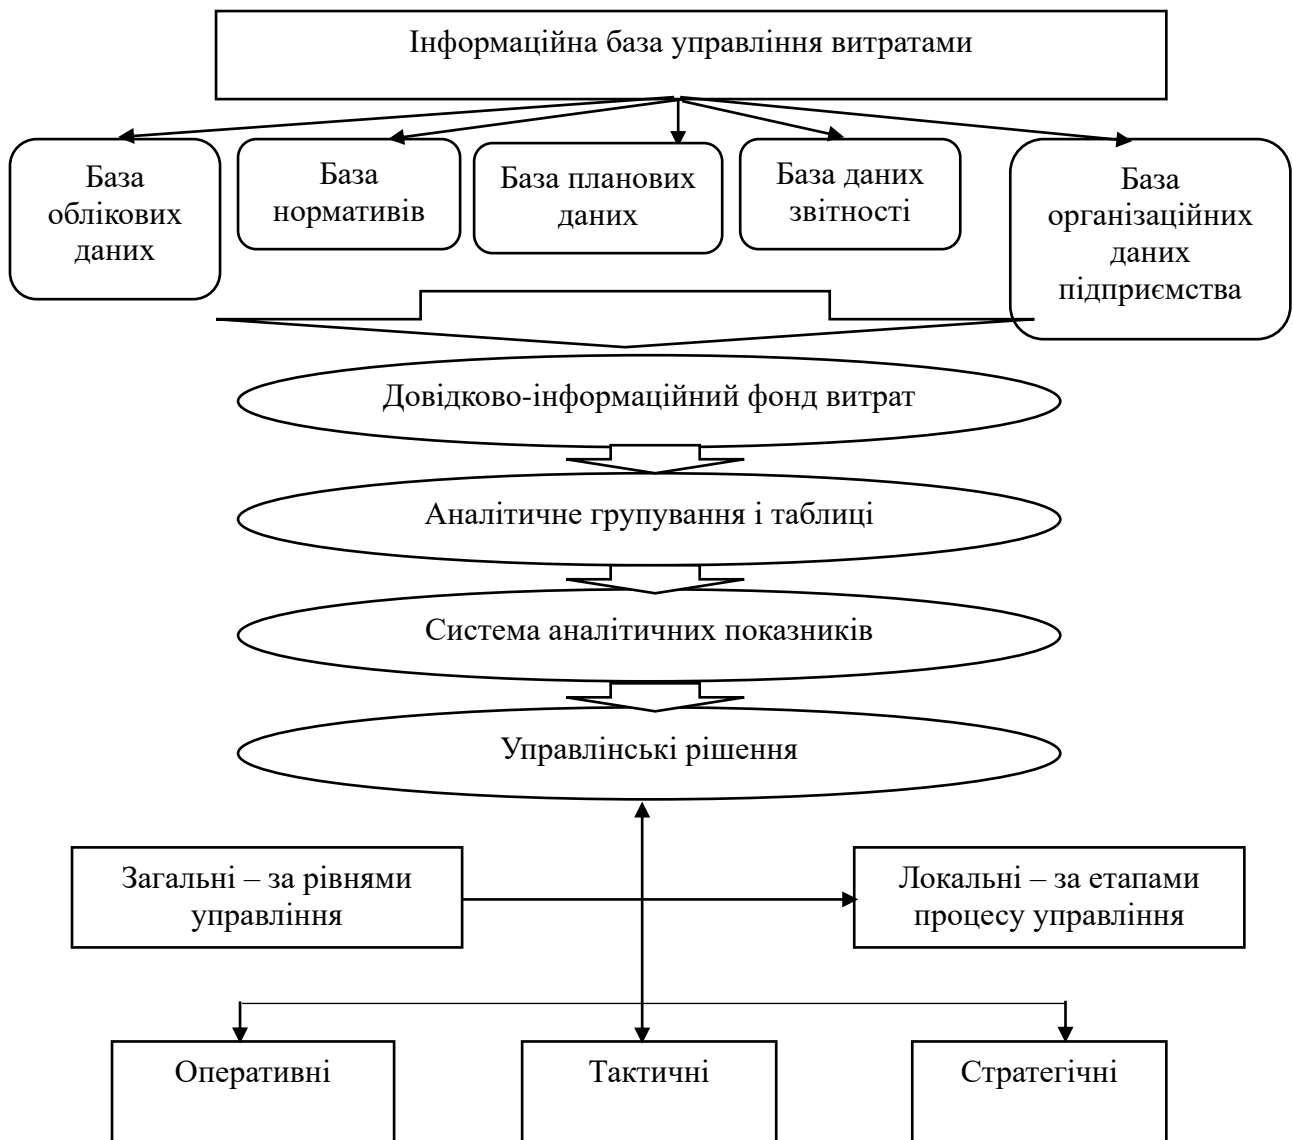 Інформаційна база управління витратами
База
облікових
даних
База
нормативів
База планових
даних
База даних
звітності
База
організаційних
даних
підприємства
Довідково-інформаційний фонд витрат
Аналітичне групування і таблиці
Система аналітичних показників
Управлінські рішення
Загальні – за рівнями
управління
Локальні – за етапами
процесу управління
Оперативні
Тактичні
Стратегічні